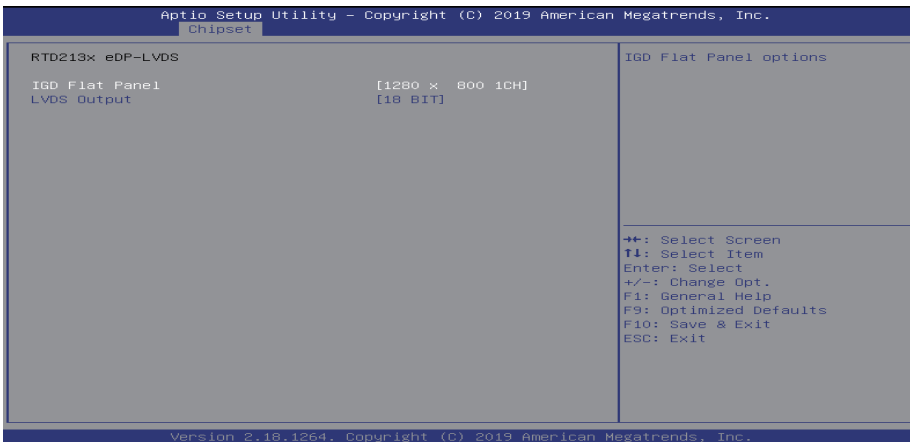 Aptio Setup Utility – Copyright (C) 2019 American Megatrends, Inc.
Chipset
RTD213x eDP-LVDS
IGD Flat Panel [1280 x  800 1CH]
LVDS Output [18 BIT]
IGD Flat Panel options
→←: Select Screen
↑↓: Select Item
Enter: Select
+/-: Change Opt.
F1: General Help
F9: Optimized Defaults
F10: Save & Exit
ESC: Exit
Version 2.18.1264. Copyright (C) 2019 American Megatrends, Inc.